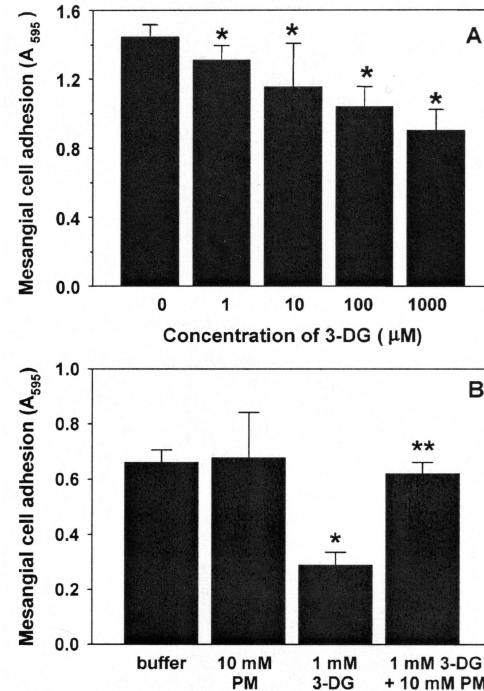 A
Mesangial cell adhesion (A 595)
1.6
1.2
0.8
0.4
0.0
*
*
*
*
0 1 10 100 1000
Concentration of 3-DG ( μM)
B
Mesangial cell adhesion (A595)
1.0
0.8
0.6
0.4
0.2
0.0
*
**
buffer 10 mM 1 mM 1 mM 3-DG
PM 3-DG + 10 mM PM